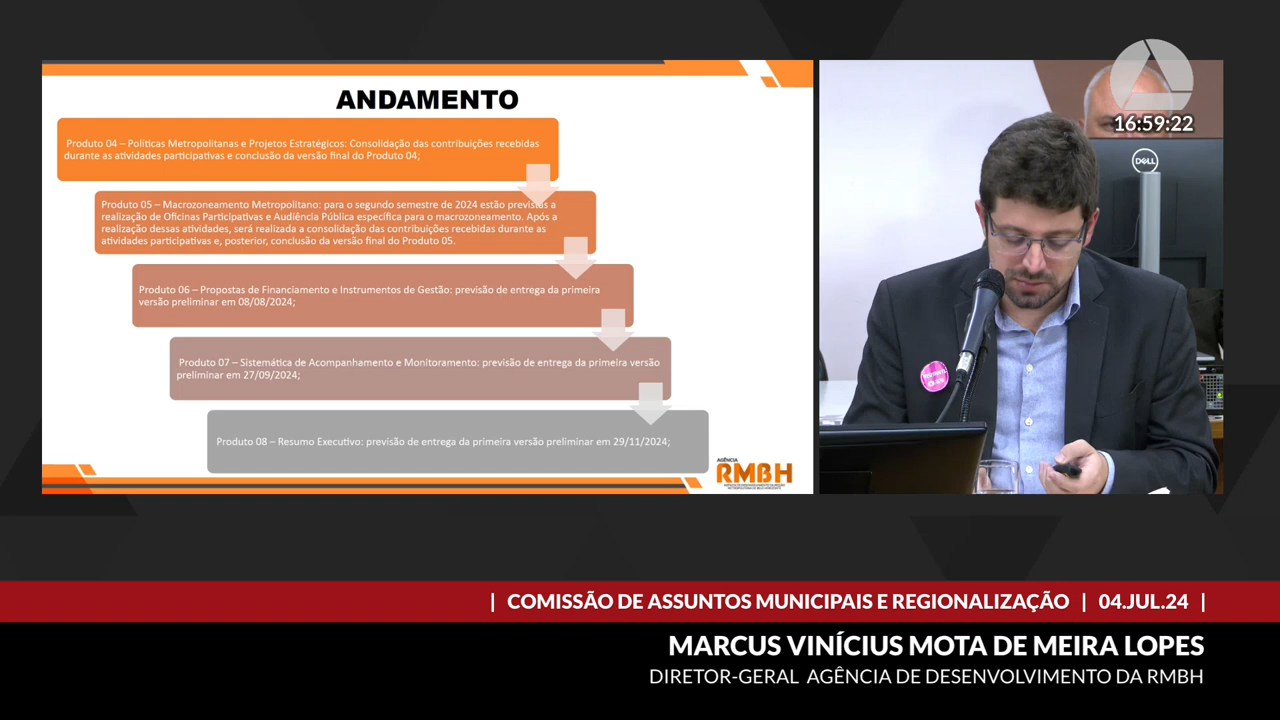 ANDAMENTO
Produto 04 – Políticas Metropolitanas e Projetos Estratégicos: Consolidação das contribuições recebidas
durante as atividades participativas e conclusão da versão final do Produto 04;
Produto 05 – Macrozoneamento Metropolitano: para o segundo semestre de 2024 estão previstas a
realização de Oficinas Participativas e Audiência Pública específica para o macrozoneamento. Após a
realização dessas atividades, será realizada a consolidação das contribuições recebidas durante as
atividades participativas e, posterior, conclusão da versão final do Produto 05.
Produto 06 – Propostas de Financiamento e Instrumentos de Gestão: previsão de entrega da primeira
versão preliminar em 08/08/2024;
Produto 07 – Sistemática de Acompanhamento e Monitoramento: previsão de entrega da primeira versão
preliminar em 27/09/2024;
Produto 08 – Resumo Executivo: previsão de entrega da primeira versão preliminar em 29/11/2024;
AGÊNCIA
RMBH
16:59:22
DELL
| COMISSÃO DE ASSUNTOS MUNICIPAIS E REGIONALIZAÇÃO | 04.JUL.24 |
MARCUS VINÍCIUS MOTA DE MEIRA LOPES
DIRETOR-GERAL AGÊNCIA DE DESENVOLVIMENTO DA RMBH